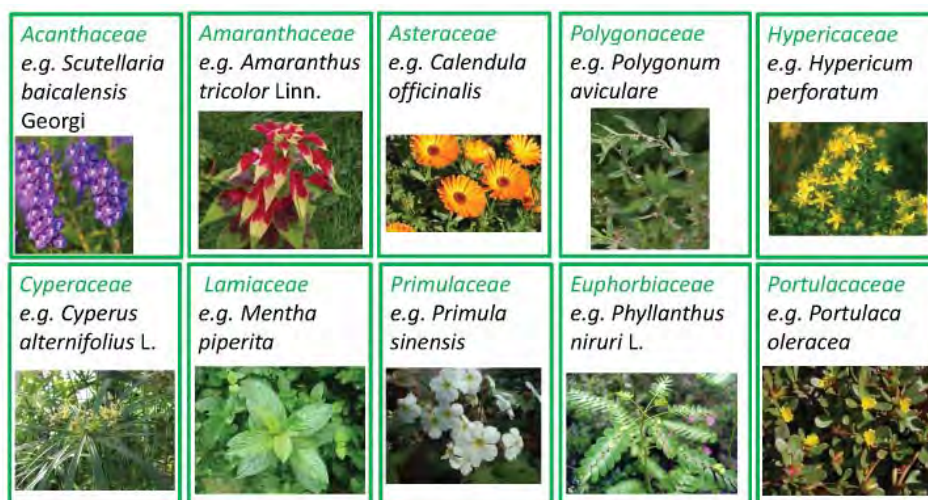 Acanthaceae
e.g. Scutellaria
baicalensis
Georgi
Amaranthaceae
e.g. Amaranthus
tricolor Linn.
Asteraceae
e.g. Calendula
officinalis
Polygonaceae
e.g. Polygonum
aviculare
Hypericaceae
e.g. Hypericum
perforatum
Cyperaceae
e.g. Cyperus
alternifolius L.
Lamiaceae
e.g. Mentha
piperita
Primulaceae
e.g. Primula
sinensis
Euphorbiaceae
e.g. Phyllanthus
niruri L.
Portulacaceae
e.g. Portulaca
oleracea